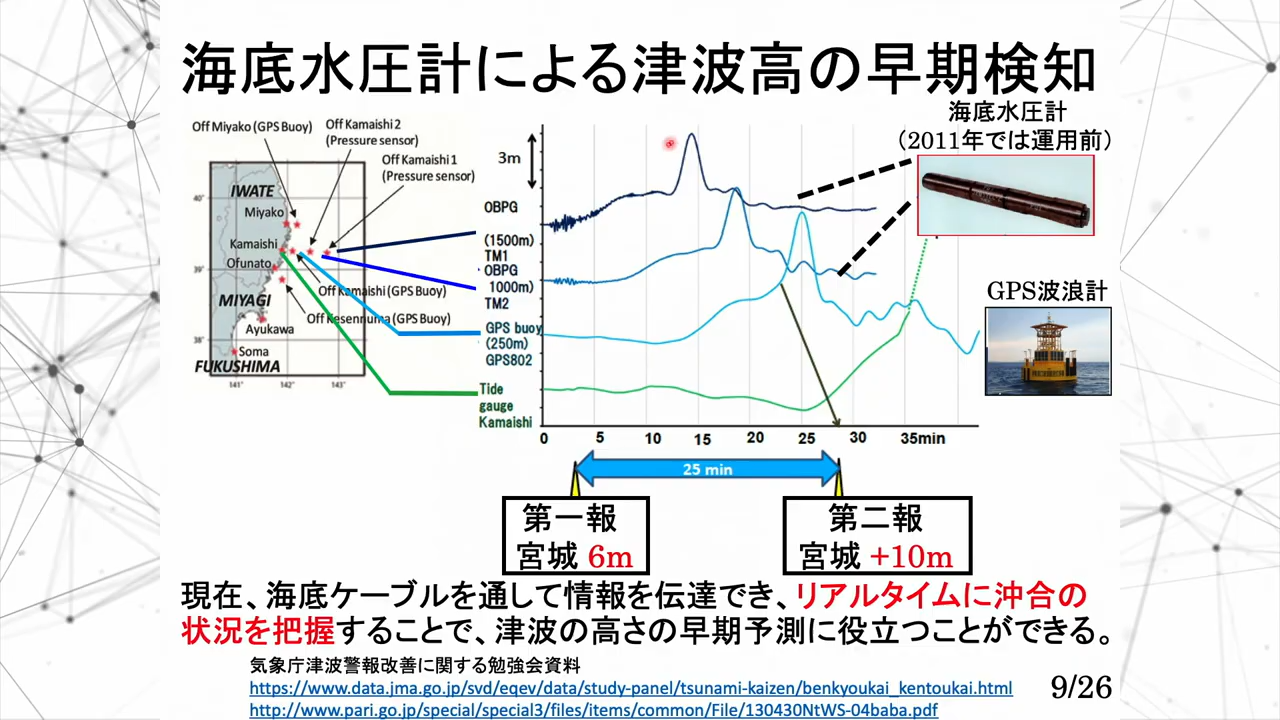 海底水圧計による津波高の早期検知
海底水圧計
（2011年では運用前）
Off Miyako (GPS Buoy)
Off Kamaishi 2
(Pressure sensor)
Off Kamaishi 1
(Pressure sensor)
IWATE
Miyako
Kamaishi
Ofunato
MIYAGI
Off Kamaishi (GPS Buoy)
Off Kesennuma (GPS Buoy)
Ayukawa
Soma
FUKUSHIMA
40°
39°
38°
141°
142°
143°
3m
OBPG
(1500m)
TM1
OBPG
1000m)
TM2
GPS buoy
(250m)
GPS802
Tide
gauge
Kamaishi
0 5 10 15 20 25 30 35min
GPS波浪計
25 min
第一報
宮城 6m
第二報
宮城 +10m
現在、海底ケーブルを通して情報を伝達でき、リアルタイムに沖合の
状況を把握することで、津波の高さの早期予測に役立つことができる。
気象庁津波警報改善に関する勉強会資料
https://www.data.jma.go.jp/svd/eqev/data/study-panel/tsunami-kaizen/benkyoukai_kentoukai.html
http://www.pari.go.jp/special/special3/files/items/common/File/130430NtWS-04baba.pdf
9/26